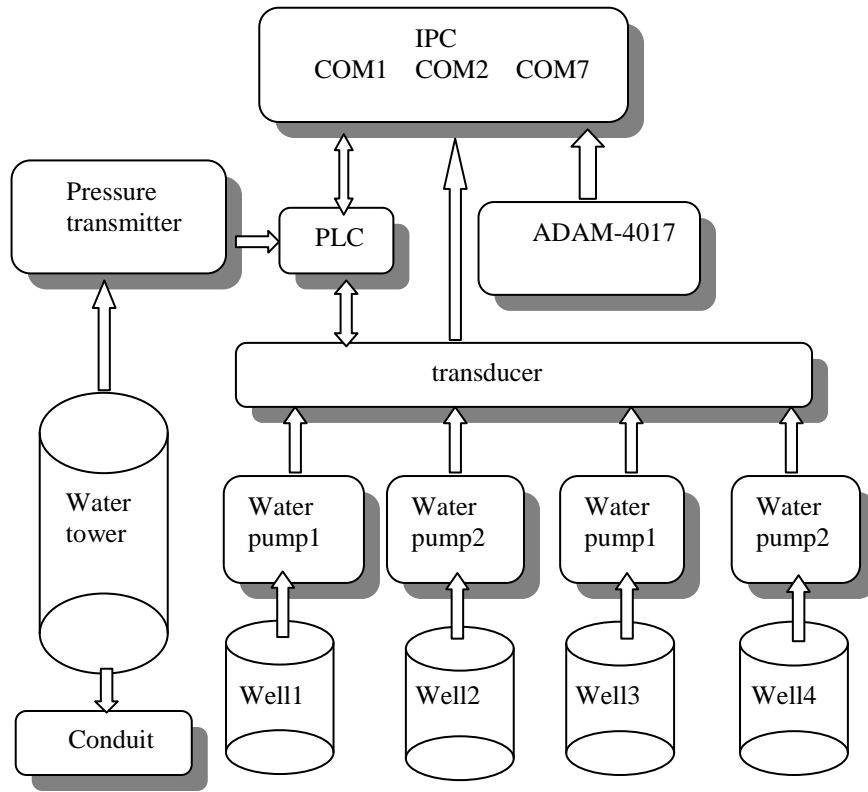 IPC
COM1 COM2 COM7
Pressure
transmitter
PLC
ADAM-4017
transducer
Water
tower
Water
pump1
Water
pump2
Water
pump1
Water
pump2
Well1
Well2
Well3
Well4
Conduit